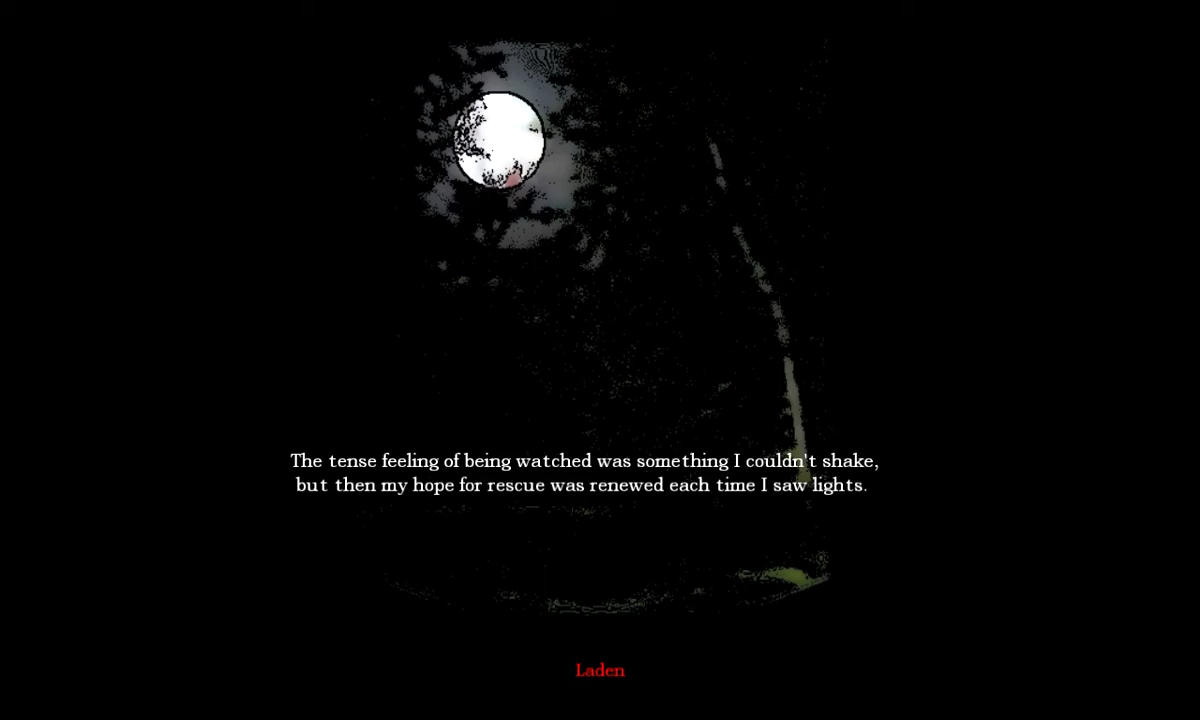 The tense feeling of being watched was something I couldn't shake,
but then my hope for rescue was renewed each time I saw lights.
Laden